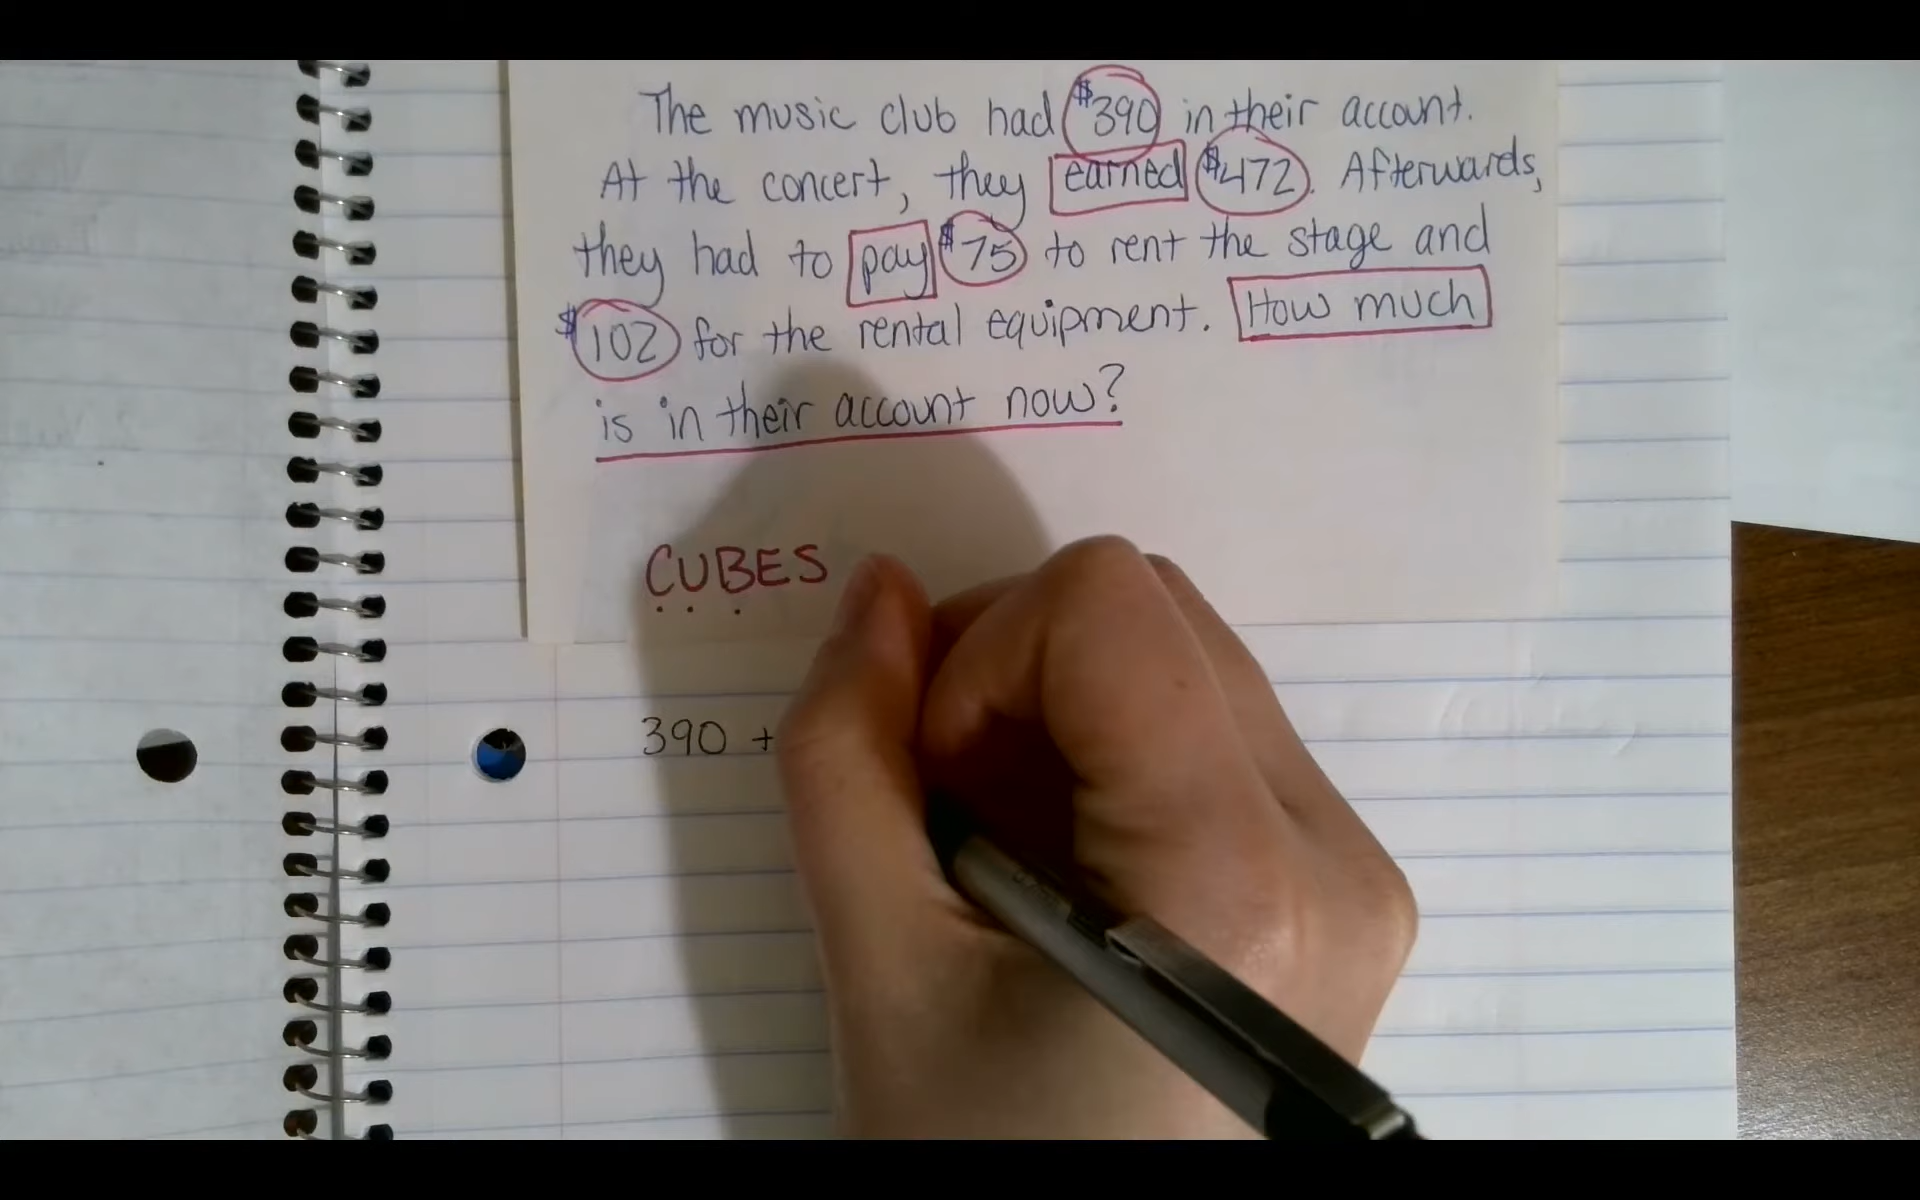 The music club had $390 in their account.
At the concert, they earned $472. Afterwards,
they had to pay $75 to rent the stage and
$102 for the rental equipment. How much
is in their account now?
CUBES
390 +